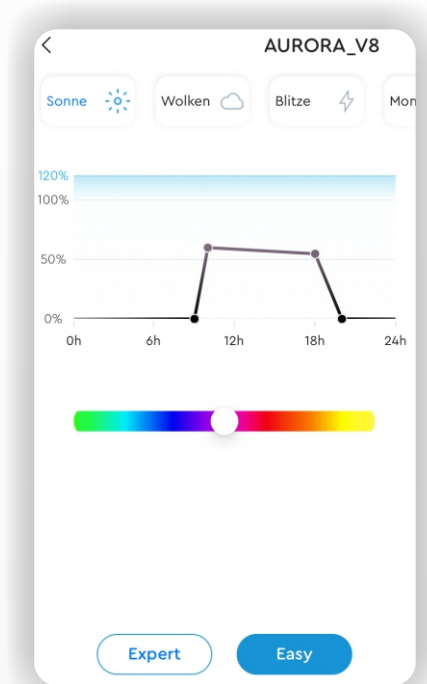 AURORA_V8
Sonne Wolken Blitze Mon
120%
100%
50%
0%
0h 6h 12h 18h 24h
Expert Easy